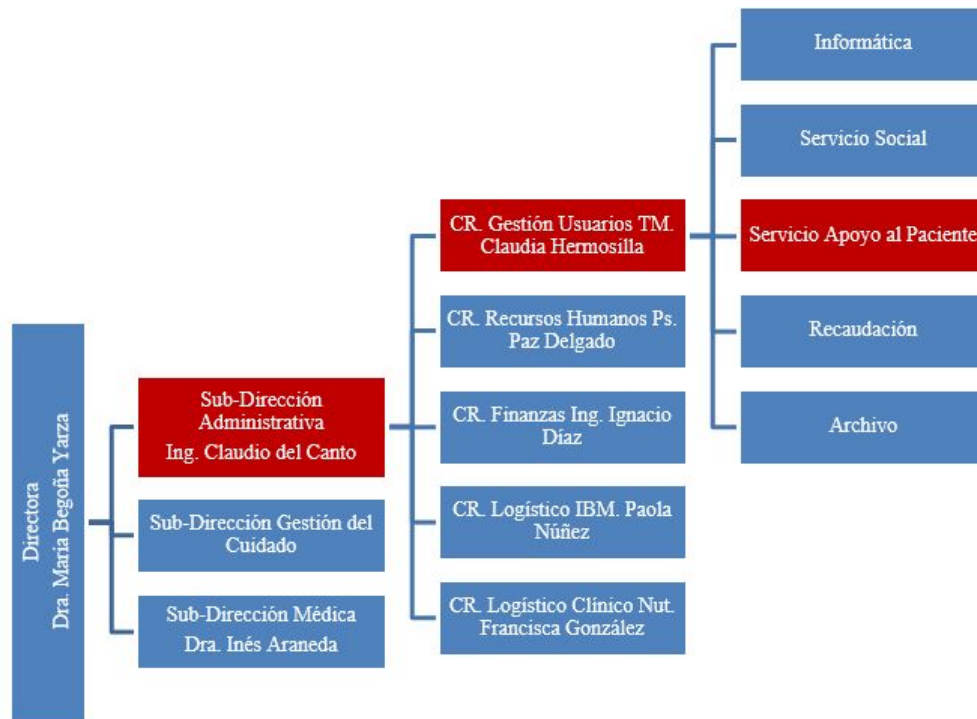 Directora
Dra. María Begoña Yarza
Sub-Dirección
Administrativa
Ing. Claudio del Canto
Sub-Dirección Gestión del
Cuidado
Sub-Dirección Médica
Dra. Inés Araneda
CR. Gestión Usuarios TM.
Claudia Hermosilla
CR. Recursos Humanos Ps.
Paz Delgado
CR. Finanzas Ing. Ignacio
Díaz
CR. Logístico IBM. Paola
Núñez
CR. Logístico Clínico Nut.
Francisca González
Informática
Servicio Social
Servicio Apoyo al Paciente
Recaudación
Archivo